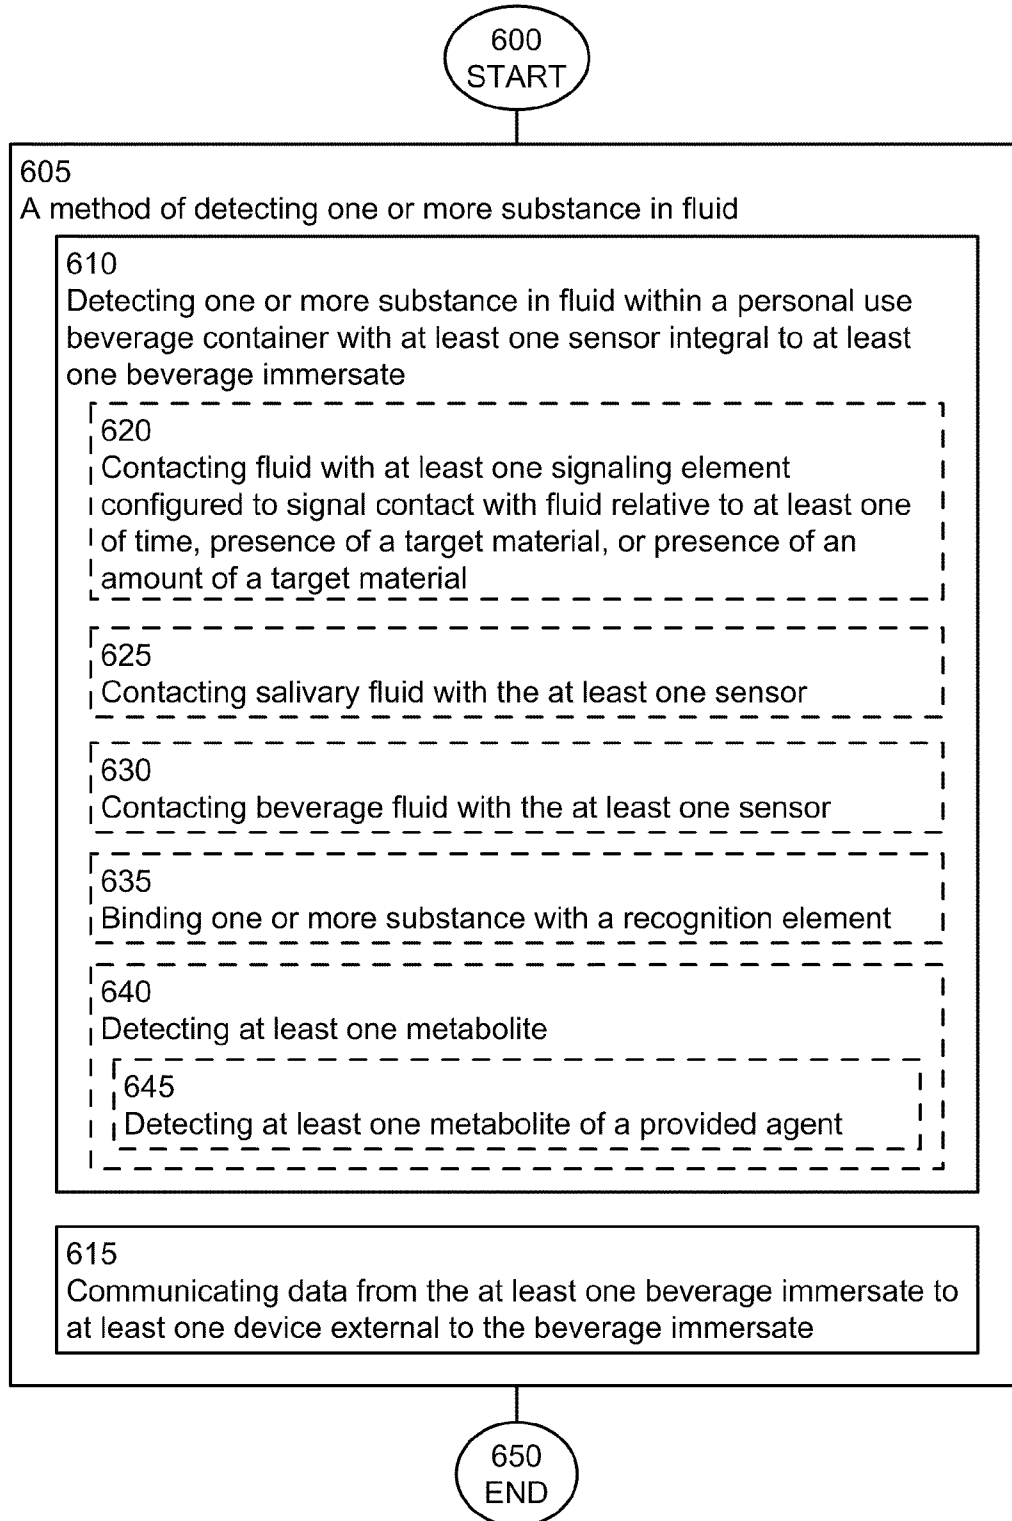 600
START
605
A method of detecting one or more substance in fluid
610
Detecting one or more substance in fluid within a personal use
beverage container with at least one sensor integral to at least
one beverage immersate
620
Contacting fluid with at least one signaling element
configured to signal contact with fluid relative to at least one
of time, presence of a target material, or presence of an
amount of a target material
625
Contacting salivary fluid with the at least one sensor
630
Contacting beverage fluid with the at least one sensor
635
Binding one or more substance with a recognition element
640
Detecting at least one metabolite
645
Detecting at least one metabolite of a provided agent
615
Communicating data from the at least one beverage immersate to
at least one device external to the beverage immersate
650
END